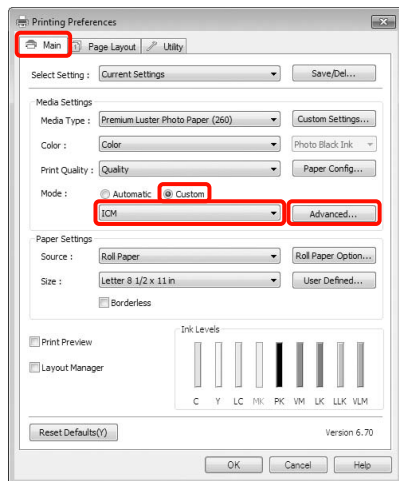 Printing Preferences
Main Page Layout Utility
Select Setting : Current Settings Save/Del...
Media Settings
Media Type : Premium Luster Photo Paper (260) Custom Settings...
Color : Color Photo Black Ink
Print Quality : Quality Paper Config...
Mode : Automatic Custom
ICM Advanced...
Paper Settings
Source : Roll Paper Roll Paper Option...
Size : Letter 8 1/2 x 11 in User Defined...
Borderless
Ink Levels
Print Preview
Layout Manager
C Y LC MK PK VM LK LLK VLM
Reset Defaults(Y) Version 6.70
OK Cancel Help